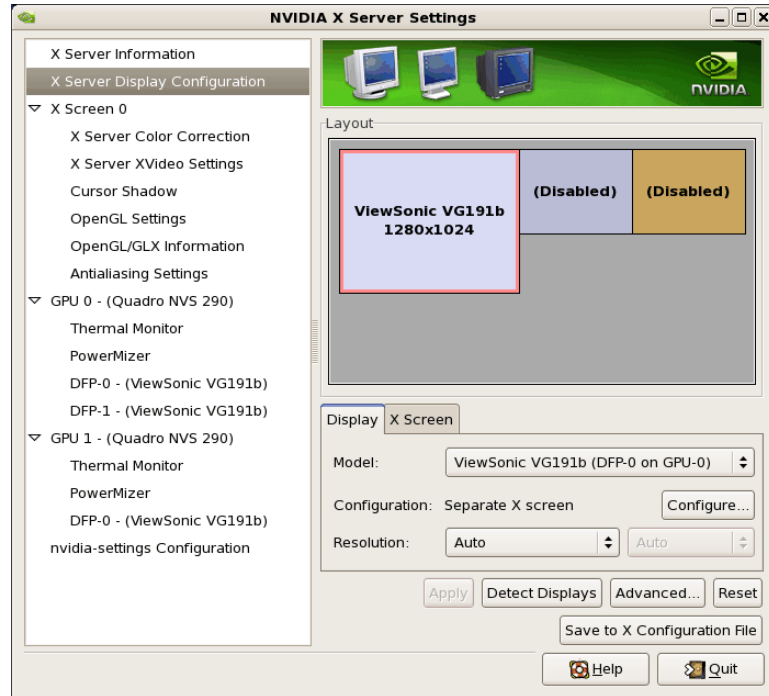 NVIDIA X Server Settings
X Server Information
X Server Display Configuration
X Screen 0
X Server Color Correction
X Server XVideo Settings
Cursor Shadow
OpenGL Settings
OpenGL/GLX Information
Antialiasing Settings
GPU 0 - (Quadro NVS 290)
Thermal Monitor
PowerMizer
DFP-0 - (ViewSonic VG191b)
DFP-1 - (ViewSonic VG191b)
GPU 1 - (Quadro NVS 290)
Thermal Monitor
PowerMizer
DFP-0 - (ViewSonic VG191b)
nvidia-settings Configuration
NVIDIA.
Layout
ViewSonic VG191b
1280x1024
(Disabled)
(Disabled)
Display X Screen
Model: ViewSonic VG191b (DFP-0 on GPU-0)
Configuration: Separate X screen Configure...
Resolution: Auto Auto
Apply Detect Displays Advanced... Reset
Save to X Configuration File
Help Quit